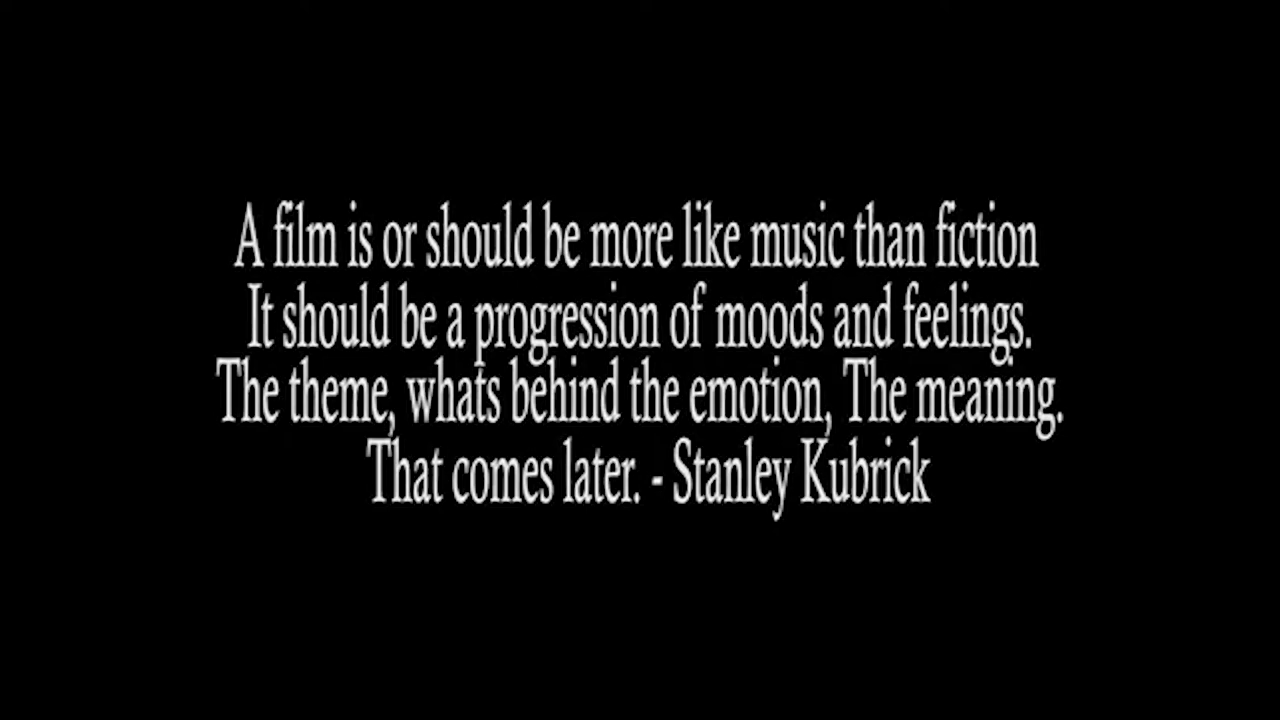 A film is or should be more like music than fiction
It should be a progression of moods and feelings.
The theme, whats behind the emotion, The meaning.
That comes later. - Stanley Kubrick